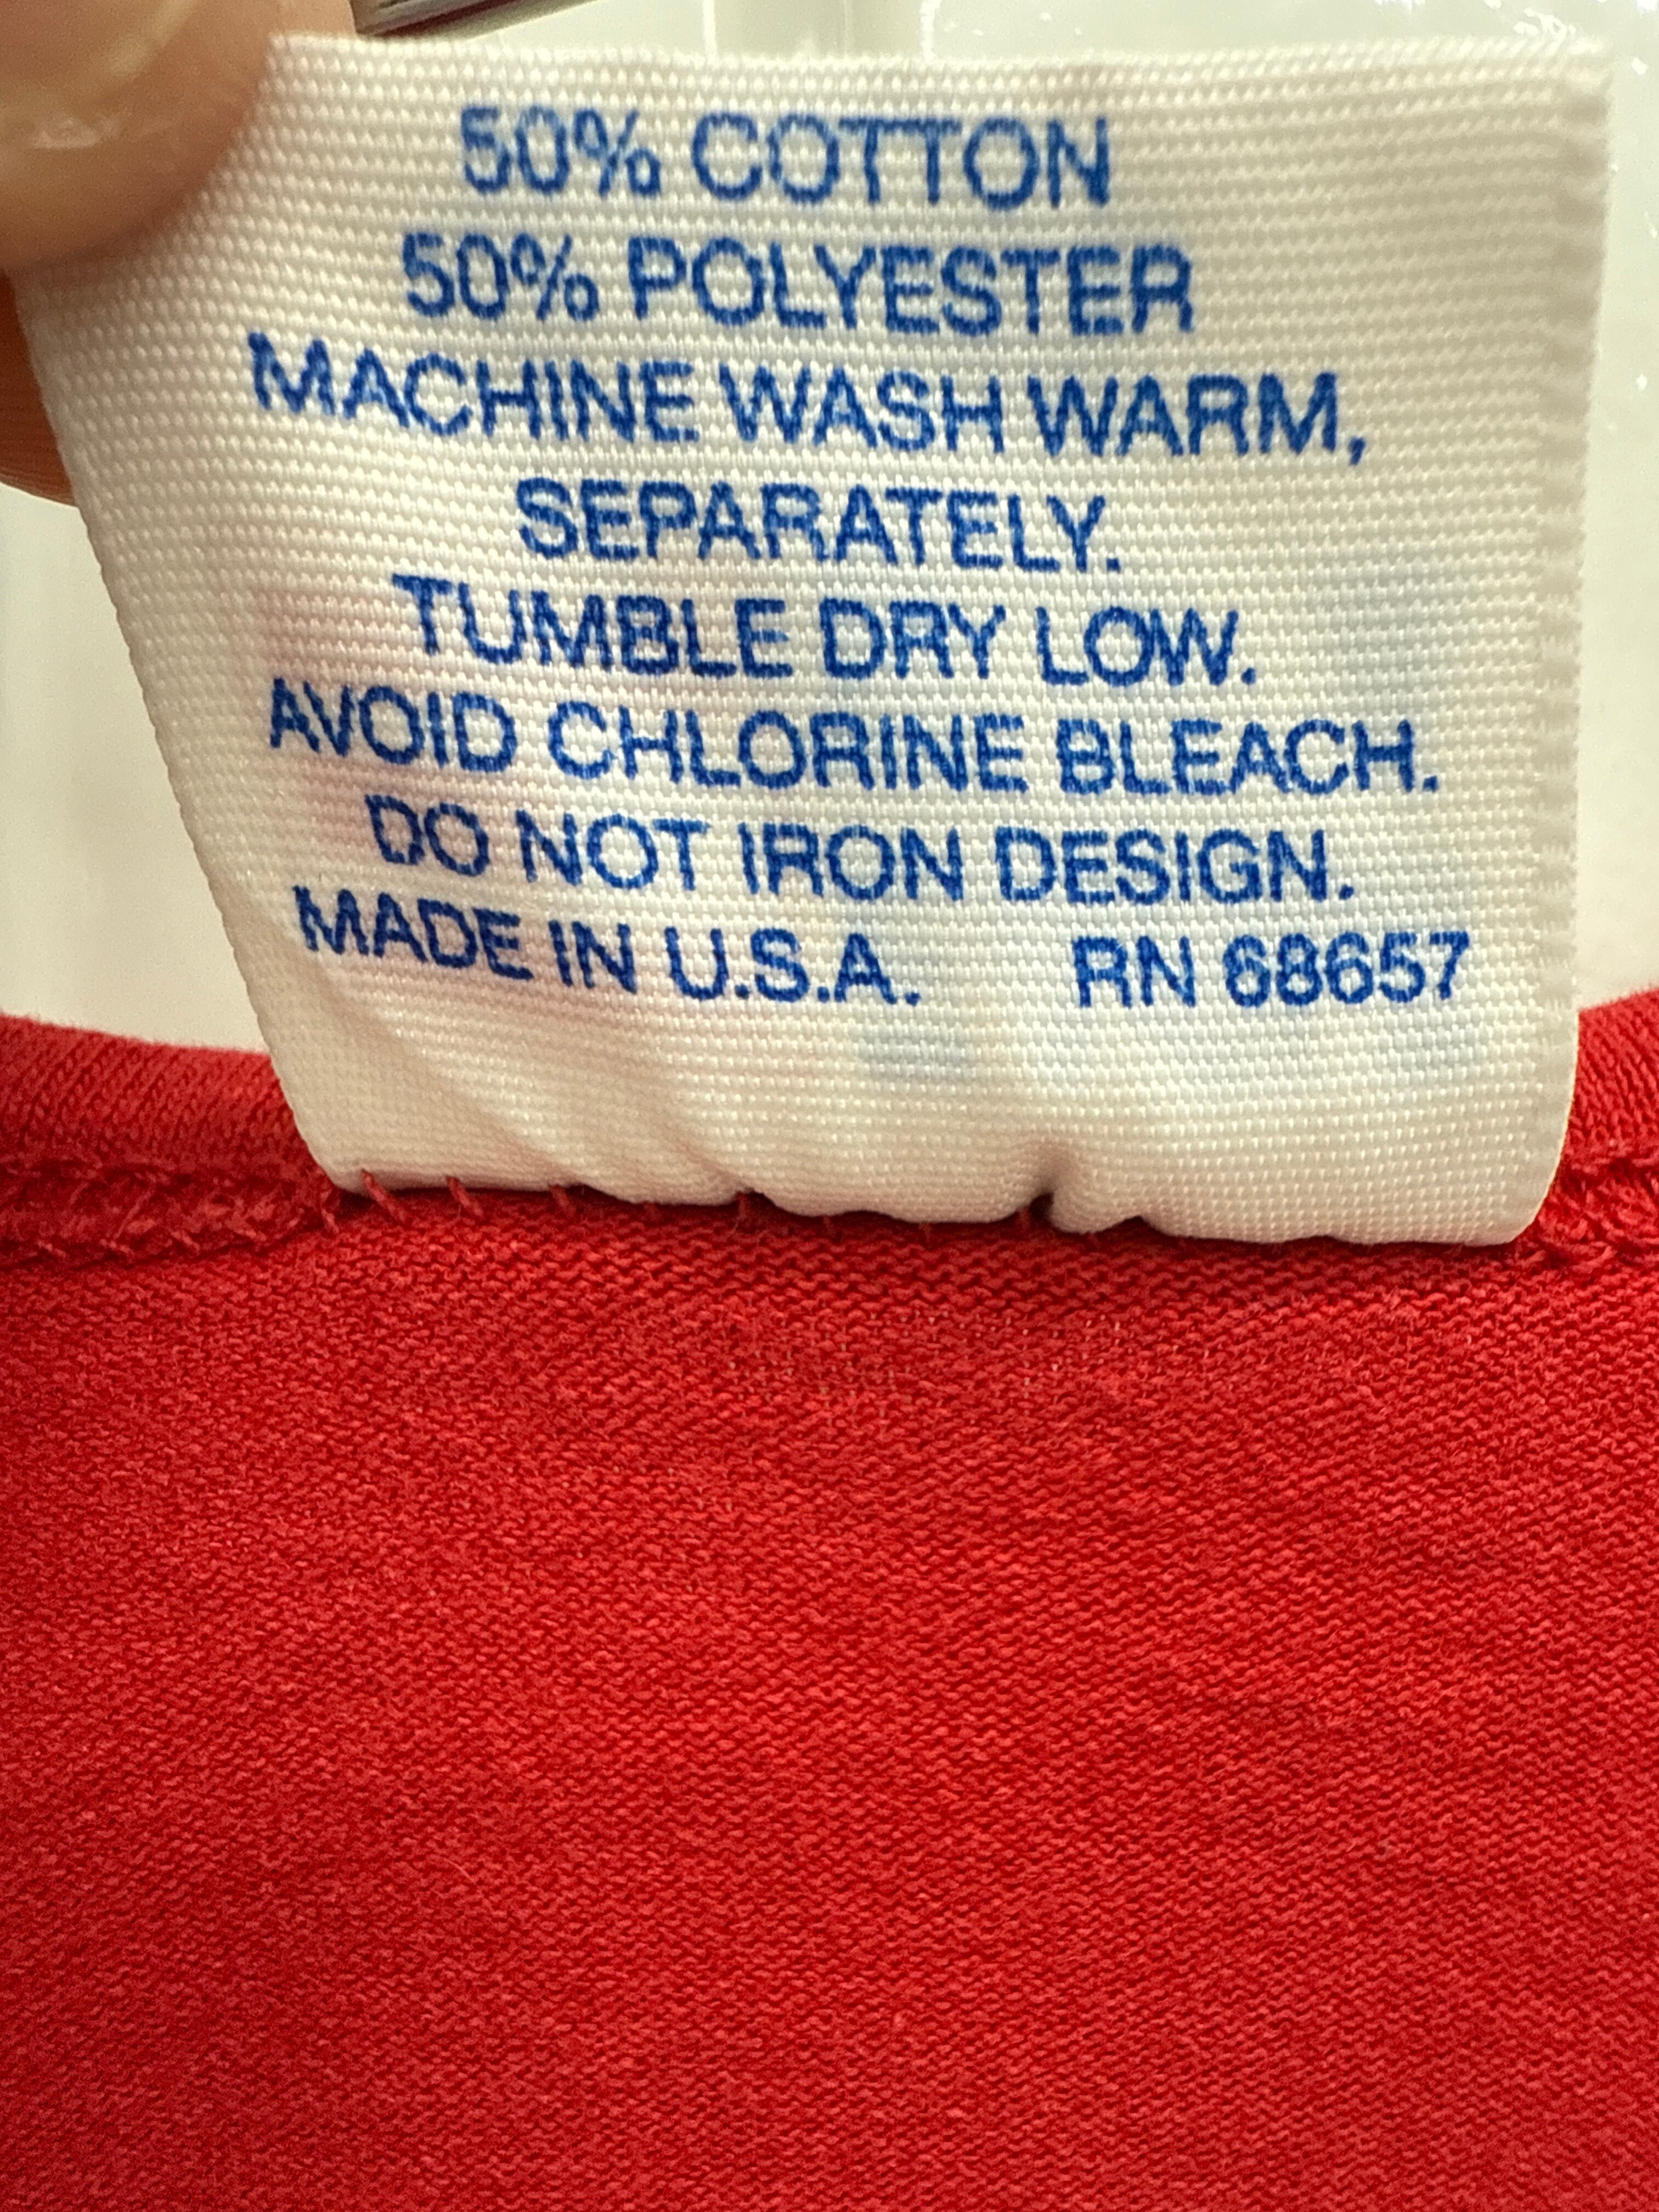 50% COTTON
50% POLYESTER
MACHINE WASH WARM,
SEPARATELY.
TUMBLE DRY LOW.
AVOID CHLORINE BLEACH.
DO NOT IRON DESIGN.
MADE IN U.S.A. RN 68657